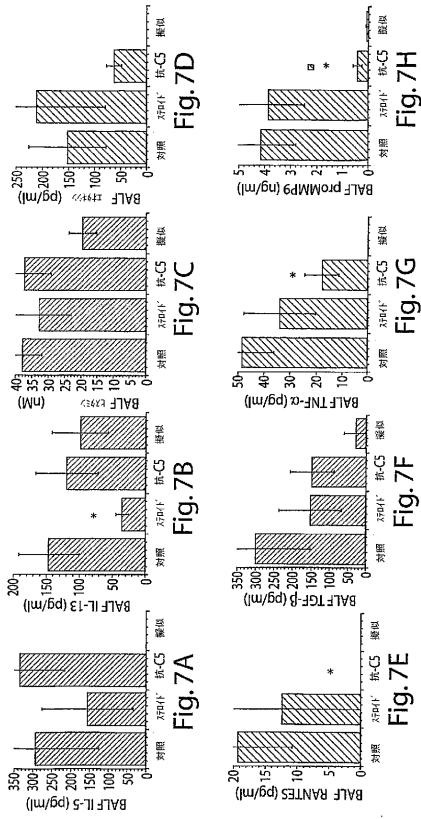 BALF IL-5 (pg/ml)
350
300
250
200
150
100
50
0
対照
ステロイド
抗-C5
擬似
Fig. 7A
BALF IL-13 (pg/ml)
200
150
100
50
0
*
対照
ステロイド
抗-C5
擬似
Fig. 7B
BALF ヒスタミン (nM)
40
35
30
25
20
15
10
5
0
対照
ステロイド
抗-C5
擬似
Fig. 7C
BALF エオタキシン (pg/ml)
250
200
150
100
50
0
対照
ステロイド
抗-C5
擬似
Fig. 7D
BALF RANTES (pg/ml)
20
15
10
5
0
*
対照
ステロイド
抗-C5
擬似
Fig. 7E
BALF TGF-β (pg/ml)
350
300
250
200
150
100
50
0
対照
ステロイド
抗-C5
擬似
Fig. 7F
BALF TNF-α (pg/ml)
50
40
30
20
10
0
*
対照
ステロイド
抗-C5
擬似
Fig. 7G
BALF proMMP9 (ng/ml)
5
4
3
2
1
0
*
対照
ステロイド
抗-C5
擬似
Fig. 7H